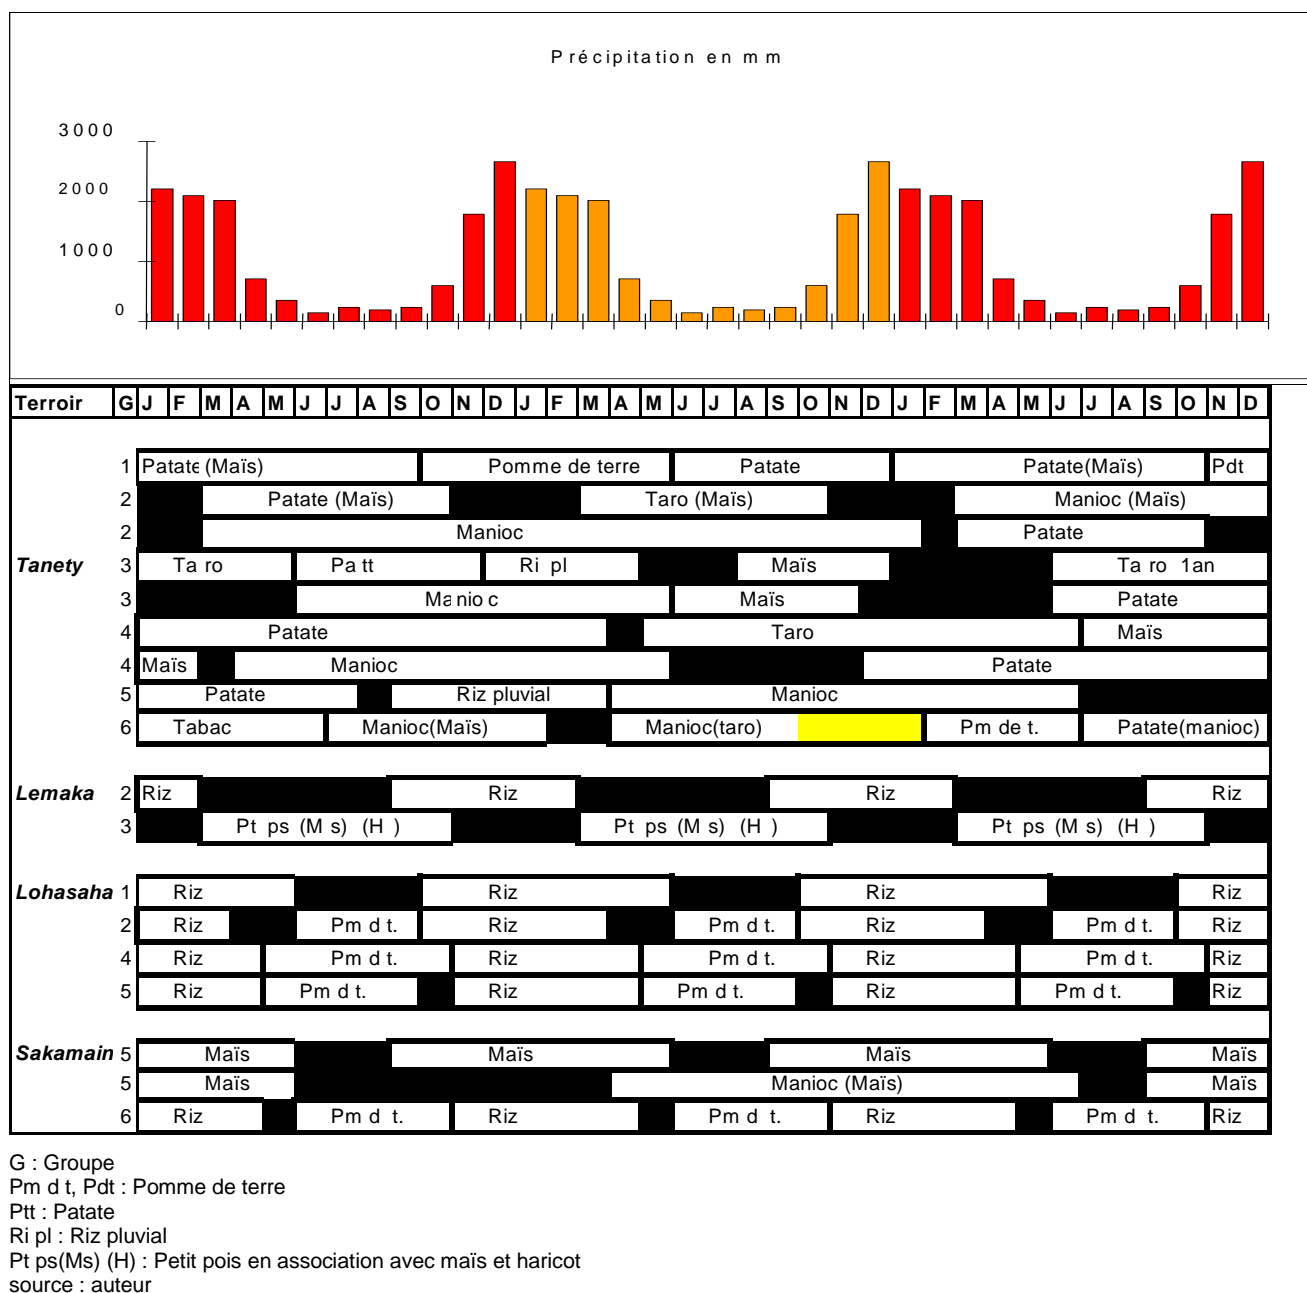 Précipitation en mm
3000
2000
1000
0
Terroir G J F M A M J J A S O N D J F M A M J J A S O N D J F M A M J J A S O N D
1 Patate (Maïs) Pomme de terre Patate Patate(Maïs) Pdt
2 Patate (Maïs) Taro (Maïs) Manioc (Maïs)
2 Manioc Patate
Tanety 3 Ta ro Pa tt Ri pl Maïs Ta ro 1an
3 Manio c Maïs Patate
4 Patate Taro Maïs
4 Maïs Manioc Patate
5 Patate Riz pluvial Manioc
6 Tabac Manioc(Maïs) Manioc(taro) Pm de t. Patate(manioc)
Lemaka 2 Riz Riz Riz Riz
3 Pt ps (M s) (H ) Pt ps (M s) (H ) Pt ps (M s) (H )
Lohasaha 1 Riz Riz Riz Riz
2 Riz Pm d t. Riz Pm d t. Riz Pm d t. Riz
4 Riz Pm d t. Riz Pm d t. Riz Pm d t. Riz
5 Riz Pm d t. Riz Pm d t. Riz Pm d t. Riz
Sakamain 5 Maïs Maïs Maïs Maïs
5 Maïs Manioc (Maïs) Maïs
6 Riz Pm d t. Riz Pm d t. Riz Pm d t. Riz
G : Groupe
Pm d t, Pdt : Pomme de terre
Ptt : Patate
Ri pl : Riz pluvial
Pt ps(Ms) (H) : Petit pois en association avec maïs et haricot
source : auteur